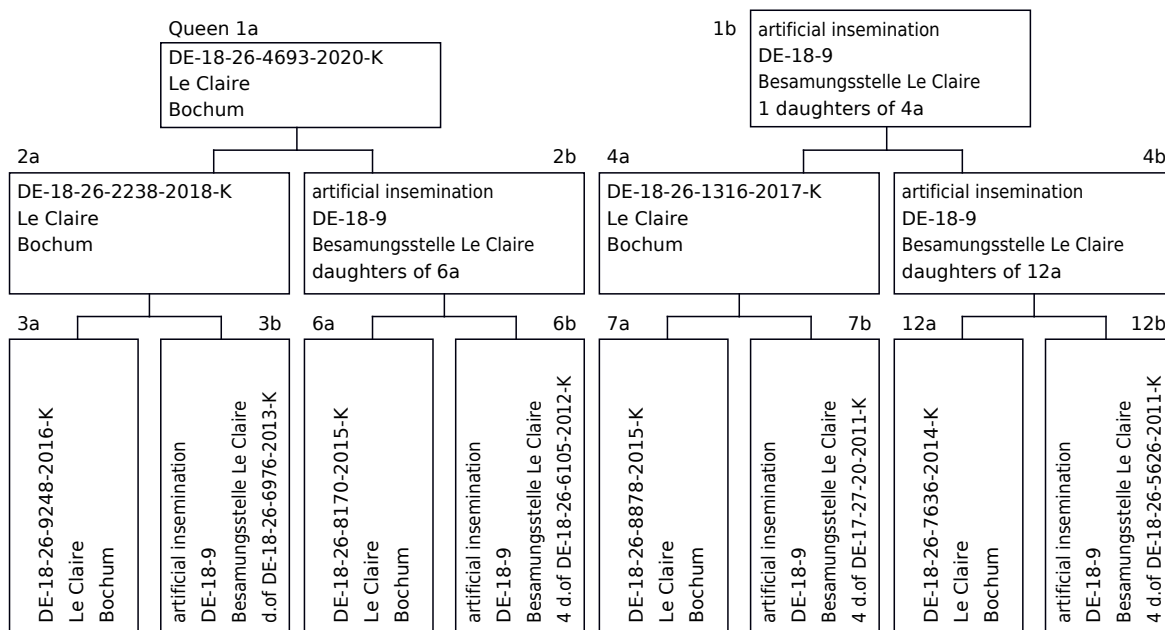 Queen 1a
DE-18-26-4693-2020-K
Le Claire
Bochum
1b
artificial insemination
DE-18-9
Besamungsstelle Le Claire
1 daughters of 4a
2a
DE-18-26-2238-2018-K
Le Claire
Bochum
2b
artificial insemination
DE-18-9
Besamungsstelle Le Claire
daughters of 6a
4a
DE-18-26-1316-2017-K
Le Claire
Bochum
4b
artificial insemination
DE-18-9
Besamungsstelle Le Claire
daughters of 12a
3a
DE-18-26-9248-2016-K
Le Claire
Bochum
3b
artificial insemination
DE-18-9
Besamungsstelle Le Claire
d.of DE-18-26-6976-2013-K
6a
DE-18-26-8170-2015-K
Le Claire
Bochum
6b
artificial insemination
DE-18-9
Besamungsstelle Le Claire
4 d.of DE-18-26-6105-2012-K
7a
DE-18-26-8878-2015-K
Le Claire
Bochum
7b
artificial insemination
DE-18-9
Besamungsstelle Le Claire
4 d.of DE-17-27-20-2011-K
12a
DE-18-26-7636-2014-K
Le Claire
Bochum
12b
artificial insemination
DE-18-9
Besamungsstelle Le Claire
4 d.of DE-18-26-5626-2011-K